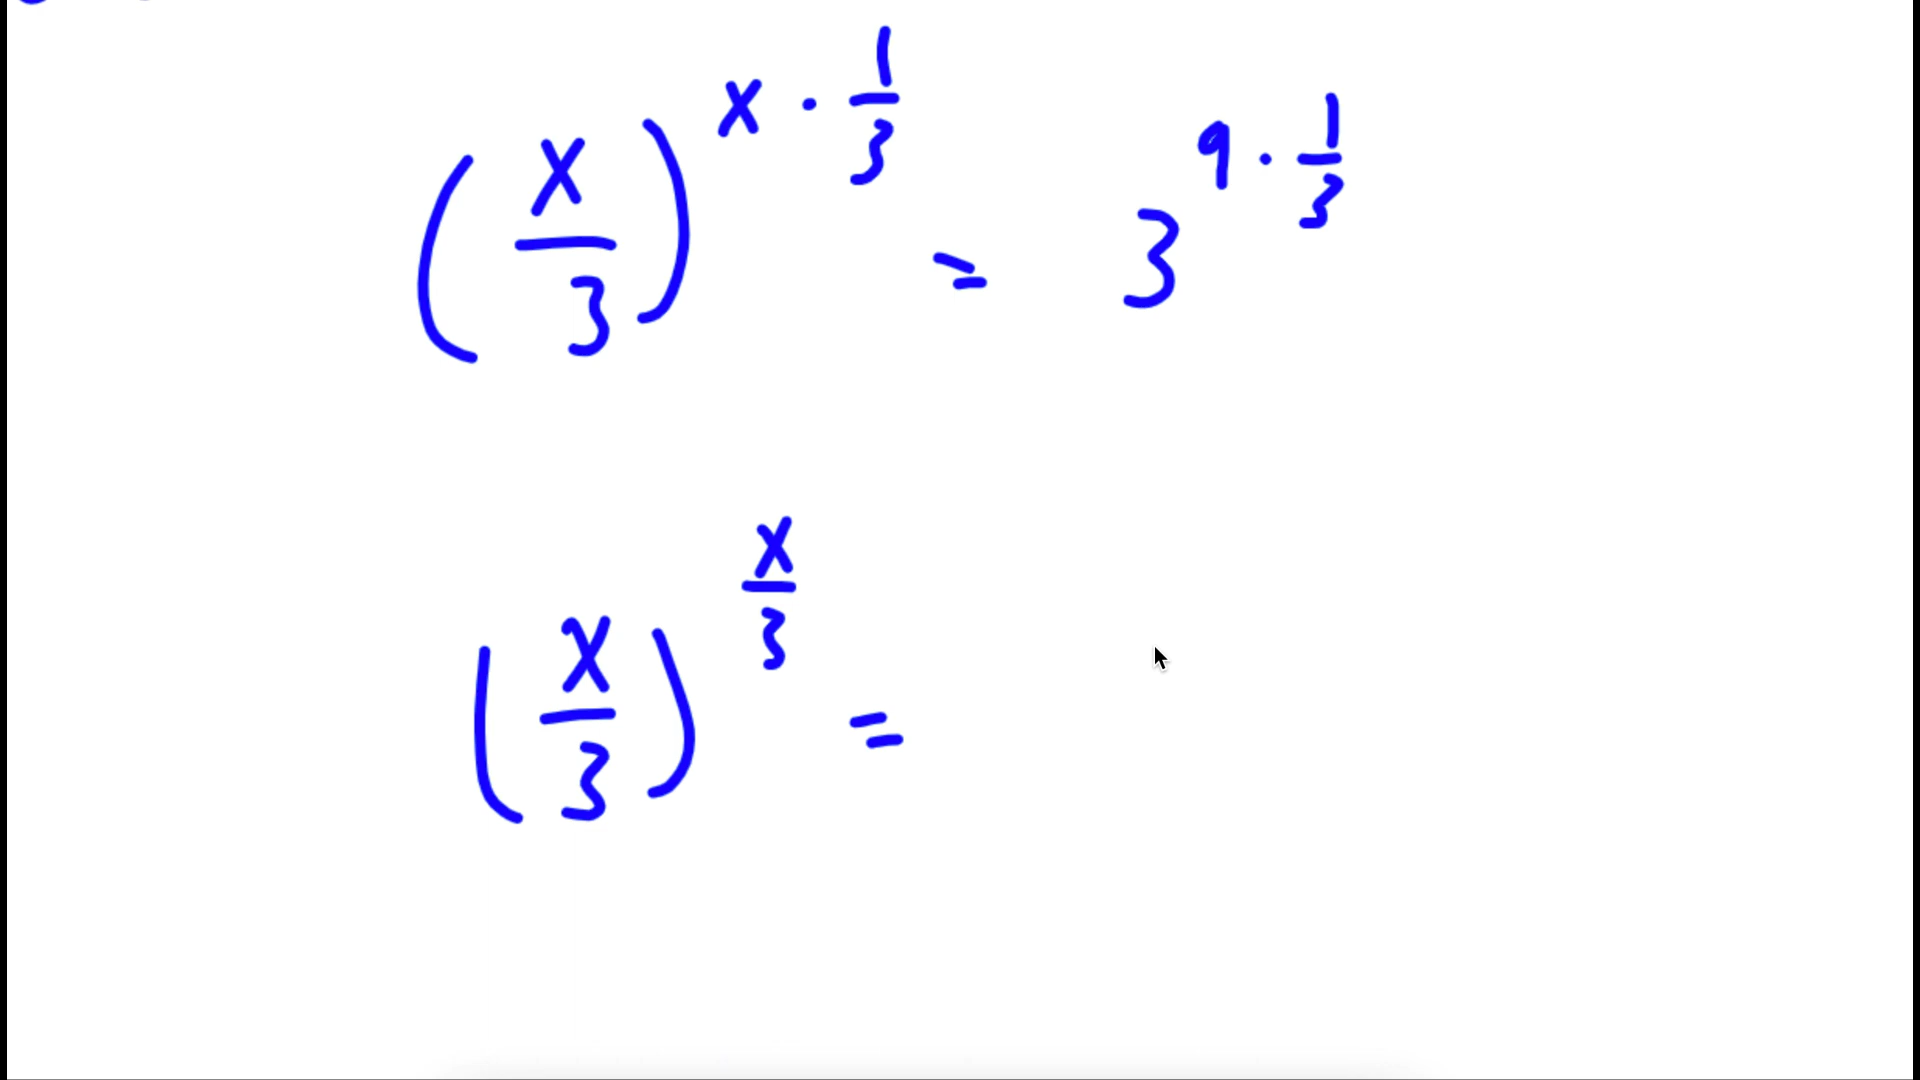 (x/3)^(x · 1/3) = 3^(9 · 1/3)
(x/3)^(x/3) =